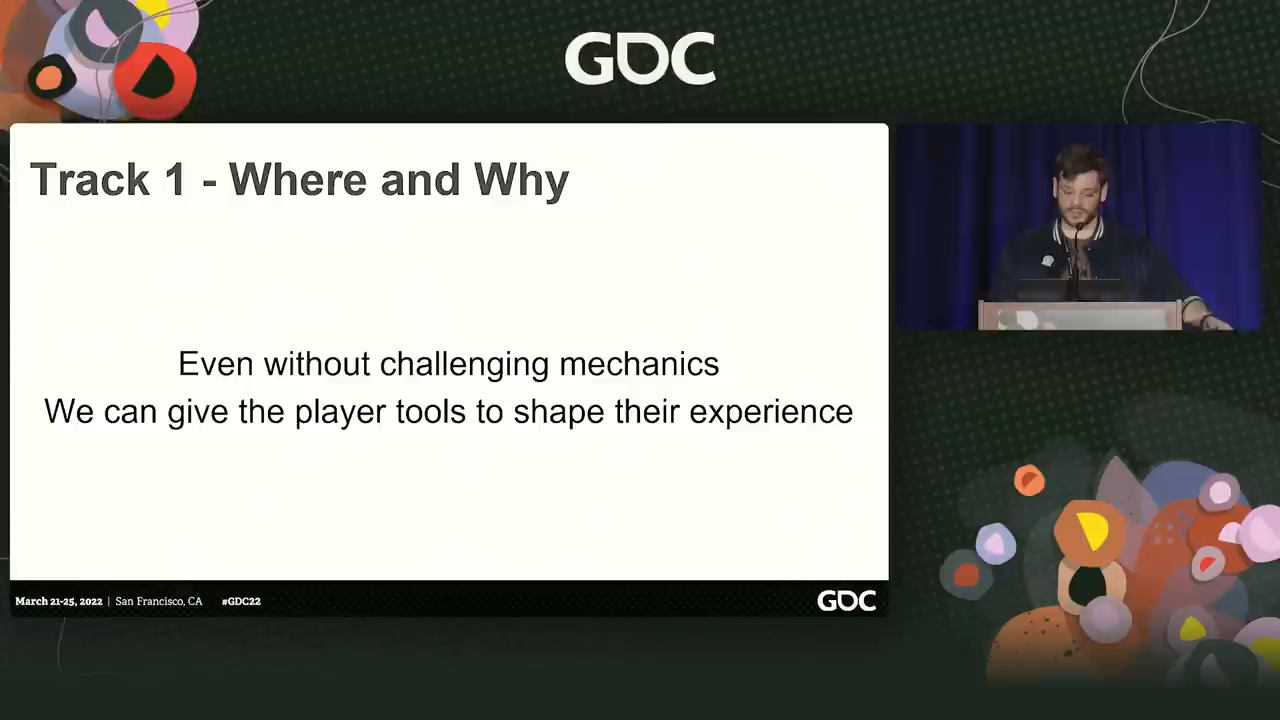 GDC
Track 1 - Where and Why
Even without challenging mechanics
We can give the player tools to shape their experience
March 21-25, 2022 | San Francisco, CA #GDC22
GDC